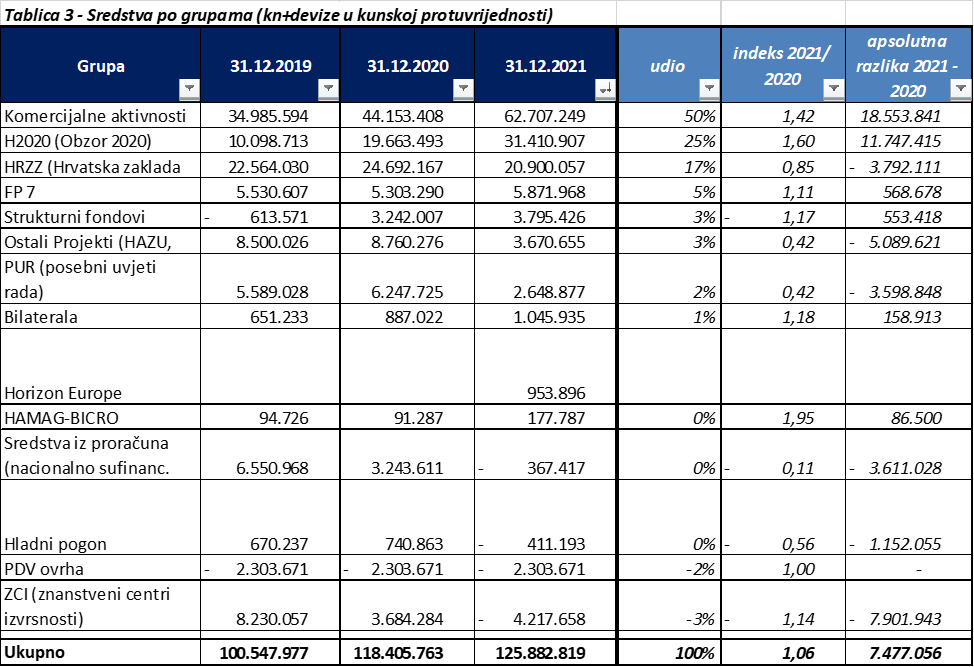 Tablica 3 - Sredstva po grupama (kn+devize u kunskoj protuvrijednosti)
Grupa 31.12.2019 31.12.2020 31.12.2021 udio indeks 2021/ 2020 apsolutna razlika 2021 - 2020
Komercijalne aktivnosti 34.985.594 44.153.408 62.707.249 50% 1,42 18.553.841
H2020 (Obzor 2020) 10.098.713 19.663.493 31.410.907 25% 1,60 11.747.415
HRZZ (Hrvatska zaklada 22.564.030 24.692.167 20.900.057 17% 0,85 - 3.792.111
FP 7 5.530.607 5.303.290 5.871.968 5% 1,11 568.678
Strukturni fondovi - 613.571 3.242.007 3.795.426 3% - 1,17 553.418
Ostali Projekti (HAZU, 8.500.026 8.760.276 3.670.655 3% 0,42 - 5.089.621
PUR (posebni uvjeti
rada) 5.589.028 6.247.725 2.648.877 2% 0,42 - 3.598.848
Bilaterala 651.233 887.022 1.045.935 1% 1,18 158.913
Horizon Europe 953.896
HAMAG-BICRO 94.726 91.287 177.787 0% 1,95 86.500
Sredstva iz proračuna
(nacionalno sufinanc. 6.550.968 3.243.611 - 367.417 0% - 0,11 - 3.611.028
Hladni pogon 670.237 740.863 - 411.193 0% - 0,56 - 1.152.055
PDV ovrha - 2.303.671 - 2.303.671 - 2.303.671 -2% 1,00 -
ZCI (znanstveni centri
izvrsnosti) 8.230.057 3.684.284 - 4.217.658 -3% - 1,14 - 7.901.943
Ukupno 100.547.977 118.405.763 125.882.819 100% 1,06 7.477.056